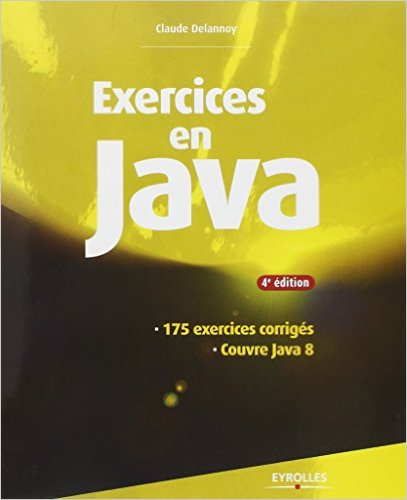 Claude Delannoy
Exercices
en
Java
4e édition
• 175 exercices corrigés
• Couvre Java 8
EYROLLES